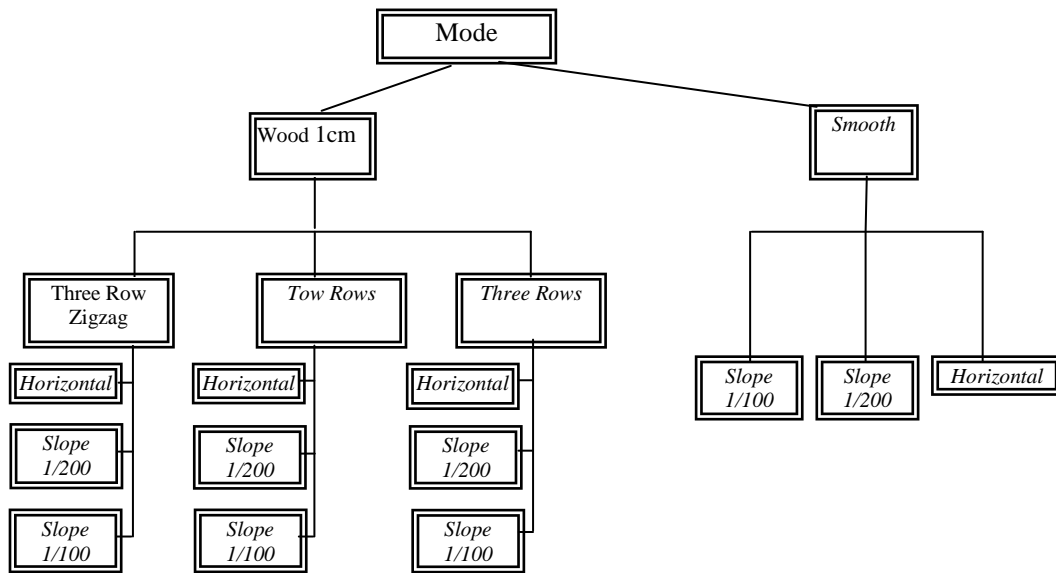 Mode
Wood 1cm
Smooth
Three Row
Zigzag
Tow Rows
Three Rows
Horizontal
Horizontal
Horizontal
Slope
1/100
Slope
1/200
Horizontal
Slope
1/200
Slope
1/200
Slope
1/200
Slope
1/100
Slope
1/100
Slope
1/100